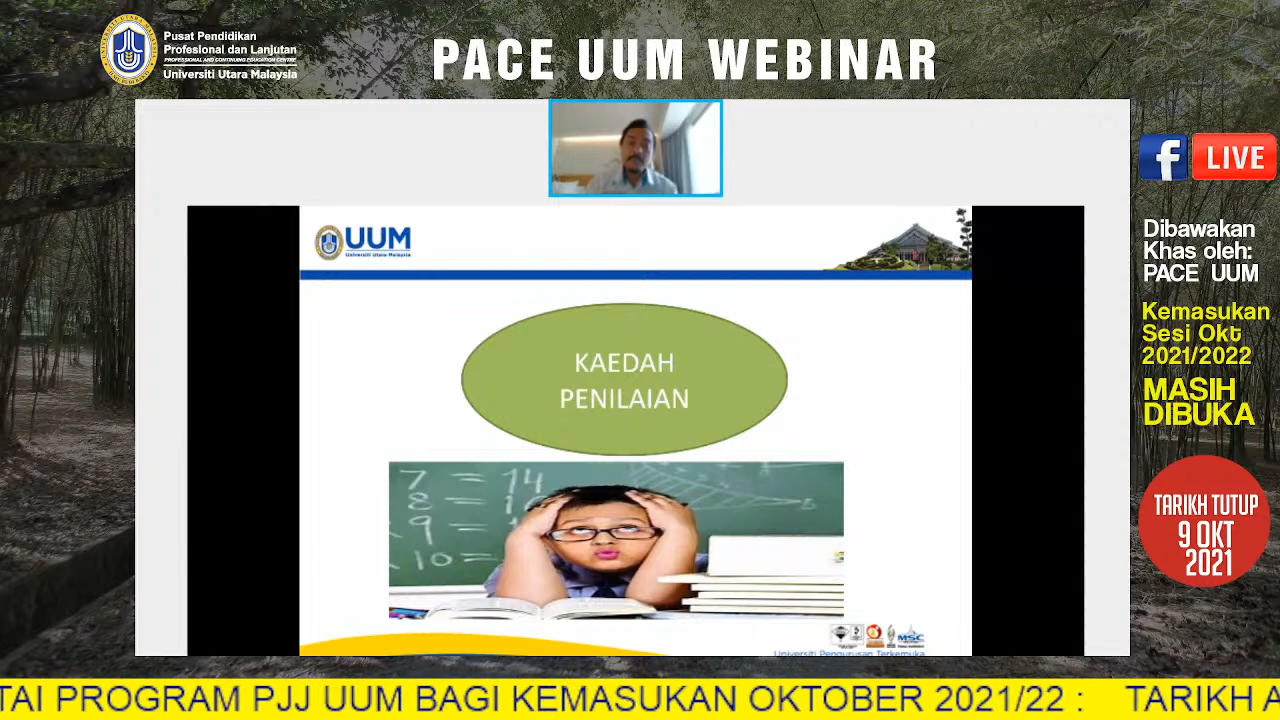 Pusat Pendidikan
Profesional dan Lanjutan
PROFESSIONAL AND CONTINUING EDUCATION CENTRE
Universiti Utara Malaysia
PACE UUM WEBINAR
f LIVE
Dibawakan
Khas oleh:
PACE UUM
Kemasukan
Sesi Okt
2021/2022
MASIH
DIBUKA
TARIKH TUTUP
9 OKT
2021
UUM
Universiti Utara Malaysia
KAEDAH
PENILAIAN
7 = 14
8 =
9 =
10 =
MSC
Universiti Pengurusan Terkemuka
TAI PROGRAM PJJ UUM BAGI KEMASUKAN OKTOBER 2021/22 : TARIKH A